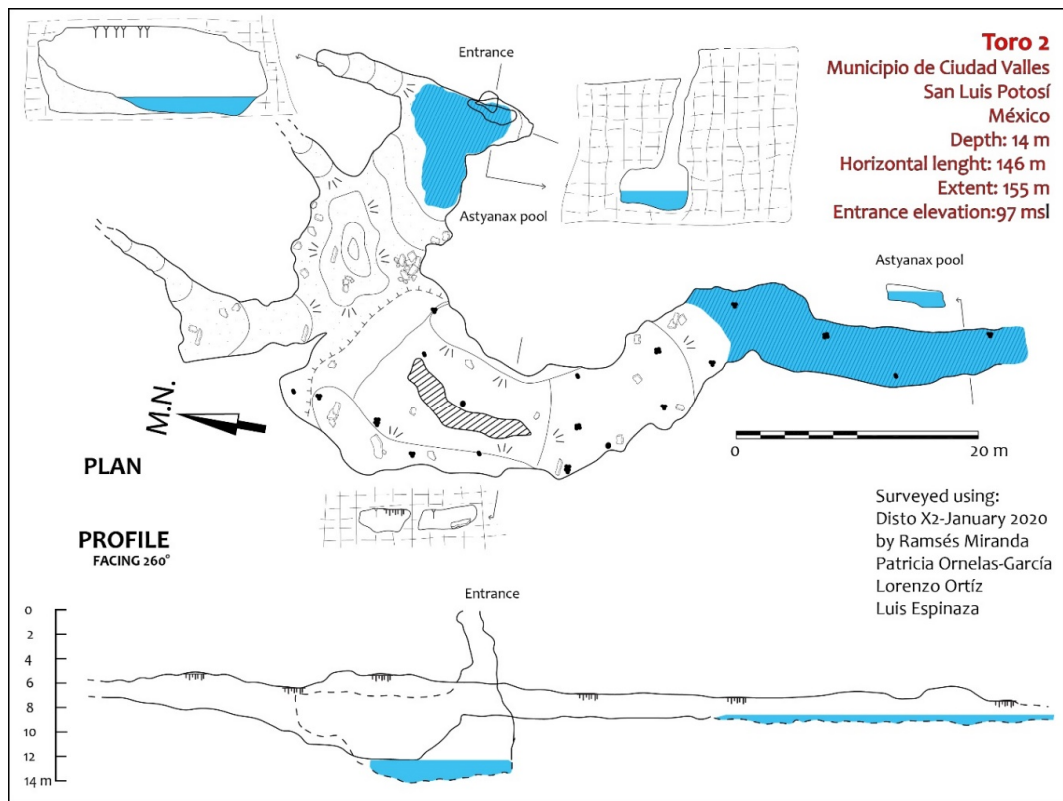 Toro 2
Municipio de Ciudad Valles
San Luis Potosí
México
Depth: 14 m
Horizontal lenght: 146 m
Extent: 155 m
Entrance elevation:97 msl
Entrance
Astyanax pool
Astyanax pool
M.N.
0
20 m
PLAN
PROFILE
FACING 260°
Surveyed using:
Disto X2-January 2020
by Ramsés Miranda
Patricia Ornelas-García
Lorenzo Ortíz
Luis Espinaza
Entrance
0
2
4
6
8
10
12
14 m